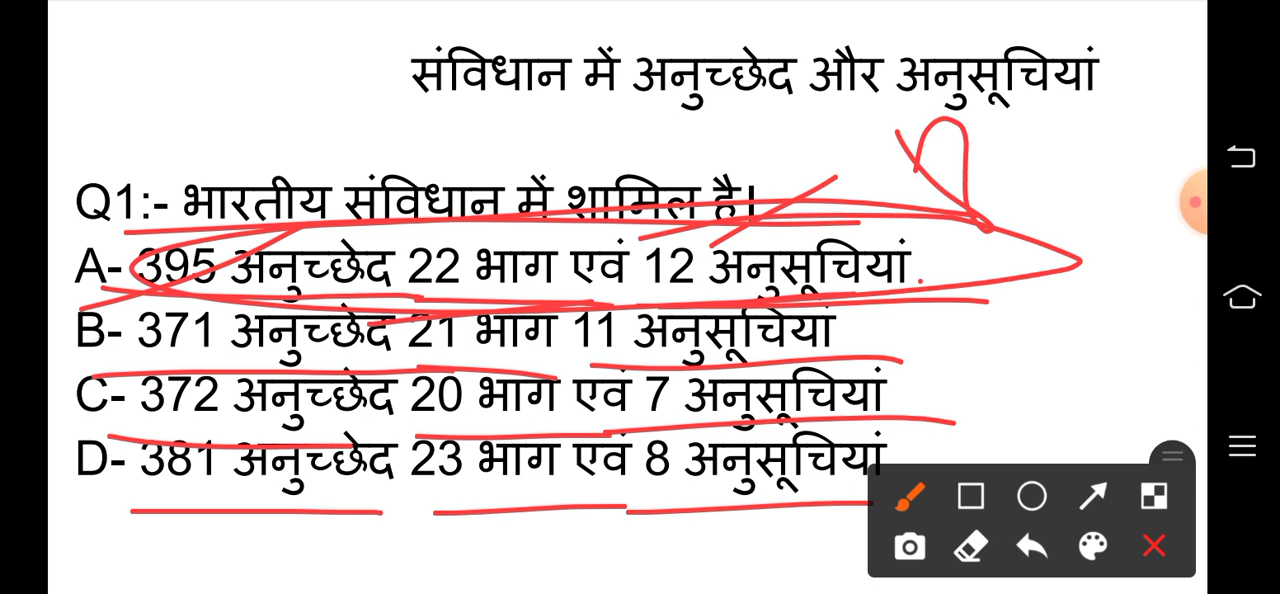 संविधान में अनुच्छेद और अनुसूचियां
Q1:- भारतीय संविधान में शामिल है।
A- 395 अनुच्छेद 22 भाग एवं 12 अनुसूचियां.
B- 371 अनुच्छेद 21 भाग 11 अनुसूचियां
C- 372 अनुच्छेद 20 भाग एवं 7 अनुसूचियां
D- 381 अनुच्छेद 23 भाग एवं 8 अनुसूचियां